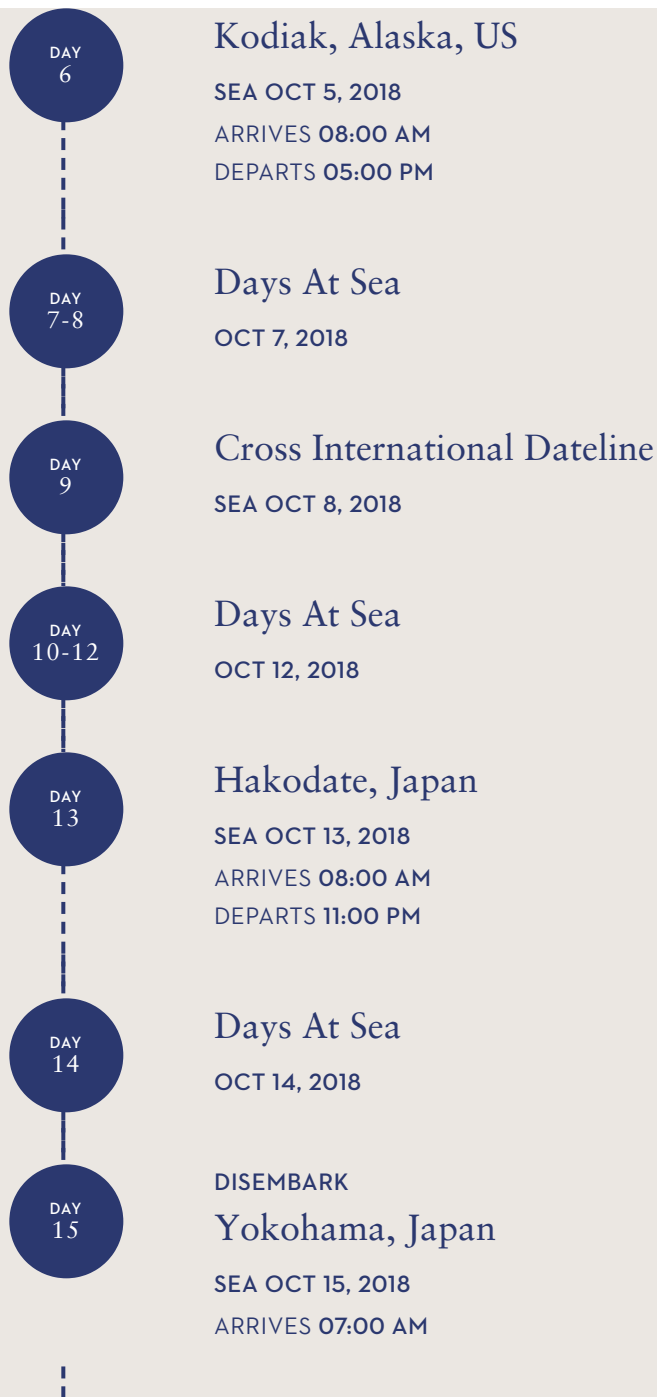 DAY
6
Kodiak, Alaska, US
SEA OCT 5, 2018
ARRIVES 08:00 AM
DEPARTS 05:00 PM
DAY
7-8
Days At Sea
OCT 7, 2018
DAY
9
Cross International Dateline
SEA OCT 8, 2018
DAY
10-12
Days At Sea
OCT 12, 2018
DAY
13
Hakodate, Japan
SEA OCT 13, 2018
ARRIVES 08:00 AM
DEPARTS 11:00 PM
DAY
14
Days At Sea
OCT 14, 2018
DAY
15
DISEMBARK
Yokohama, Japan
SEA OCT 15, 2018
ARRIVES 07:00 AM